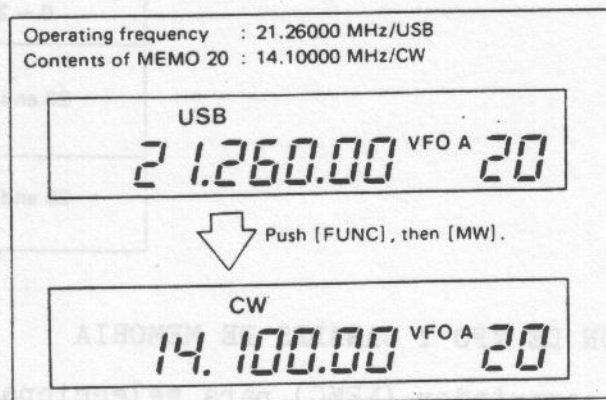 Operating frequency : 21.26000 MHz/USB
Contents of MEMO 20 : 14.10000 MHz/CW
USB
21.260.00 VFO A 20
Push [FUNC], then [MW].
CW
14.100.00 VFO A 20